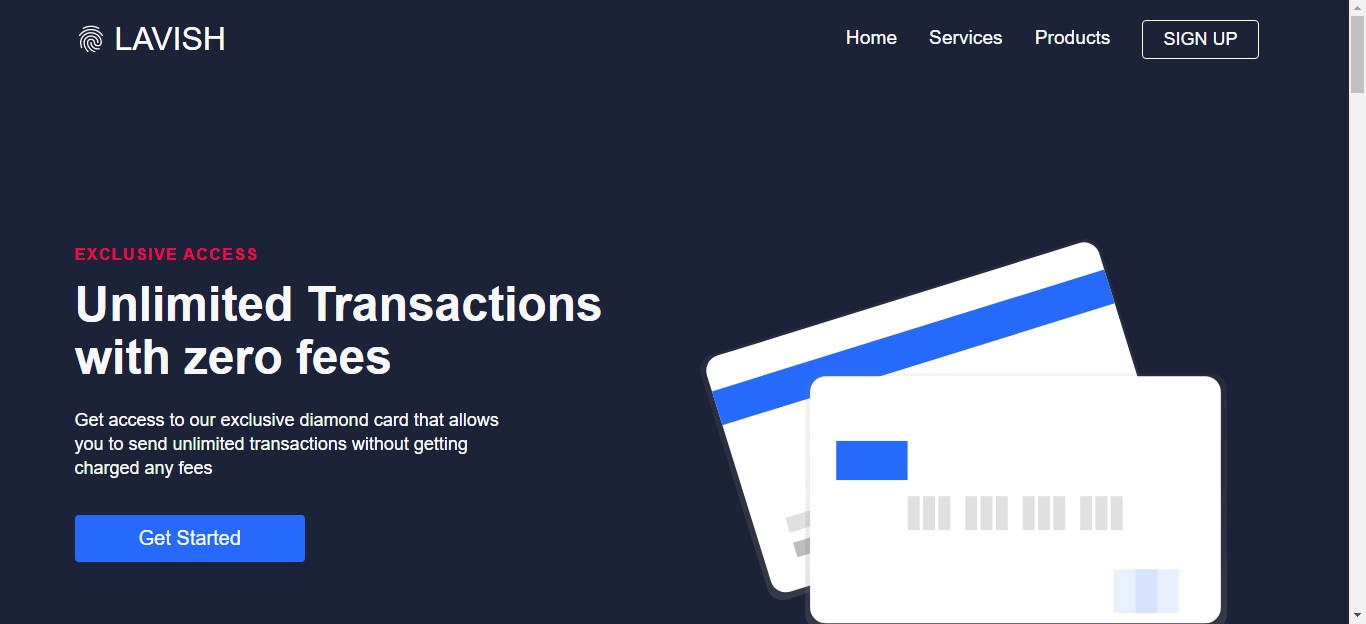 LAVISH
Home Services Products SIGN UP
EXCLUSIVE ACCESS
Unlimited Transactions
with zero fees
Get access to our exclusive diamond card that allows
you to send unlimited transactions without getting
charged any fees
Get Started